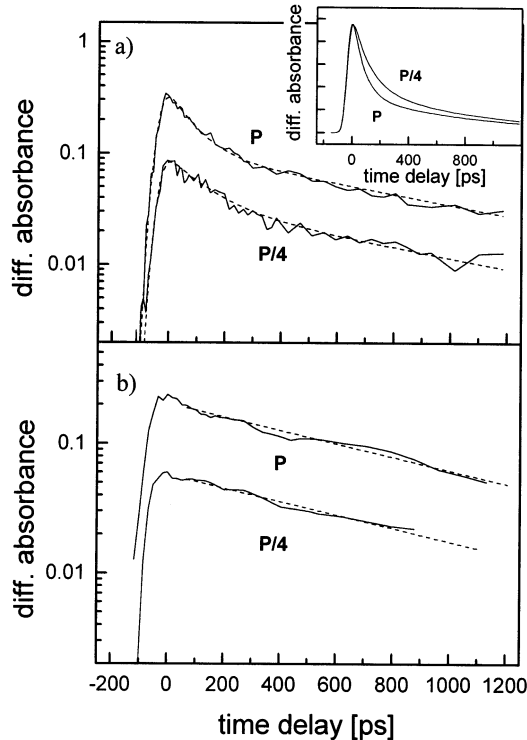 a)
diff. absorbance
1
0.1
0.01
P
P/4
diff. absorbance
P/4
P
0 400 800
time delay [ps]
b)
diff. absorbance
0.1
0.01
P
P/4
-200 0 200 400 600 800 1000 1200
time delay [ps]